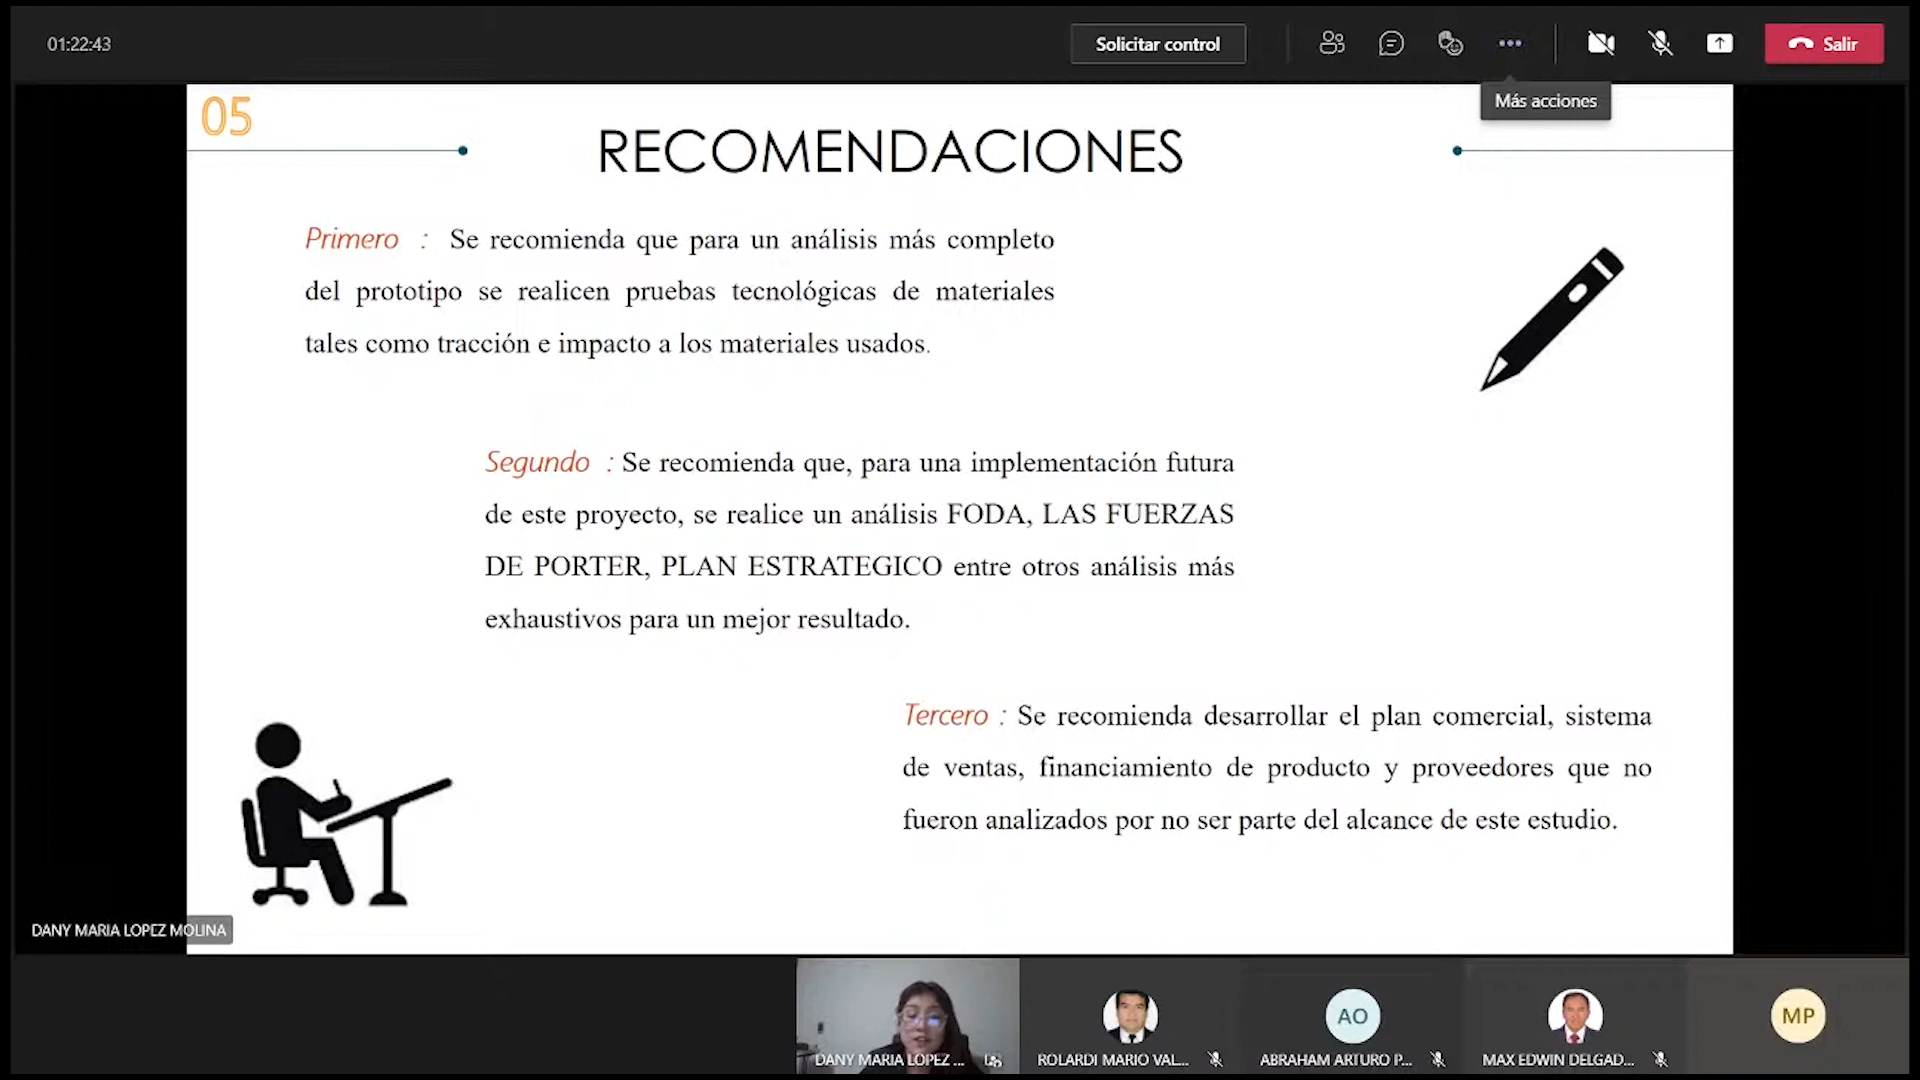 01:22:43
Solicitar control
Salir
Más acciones
05
RECOMENDACIONES
Primero : Se recomienda que para un análisis más completo
del prototipo se realicen pruebas tecnológicas de materiales
tales como tracción e impacto a los materiales usados.
Segundo : Se recomienda que, para una implementación futura
de este proyecto, se realice un análisis FODA, LAS FUERZAS
DE PORTER, PLAN ESTRATEGICO entre otros análisis más
exhaustivos para un mejor resultado.
Tercero : Se recomienda desarrollar el plan comercial, sistema
de ventas, financiamiento de producto y proveedores que no
fueron analizados por no ser parte del alcance de este estudio.
DANY MARIA LOPEZ MOLINA
DANY MARIA LOPEZ ...
ROLARDI MARIO VAL...
AO
ABRAHAM ARTURO P...
MAX EDWIN DELGAD...
MP